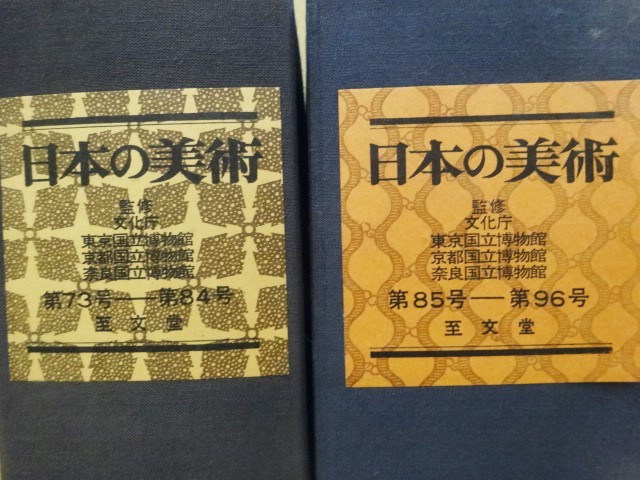 日本の美術
監修
文化庁
東京国立博物館
京都国立博物館
奈良国立博物館
第73号——第84号
至文堂
日本の美術
監修
文化庁
東京国立博物館
京都国立博物館
奈良国立博物館
第85号——第96号
至文堂